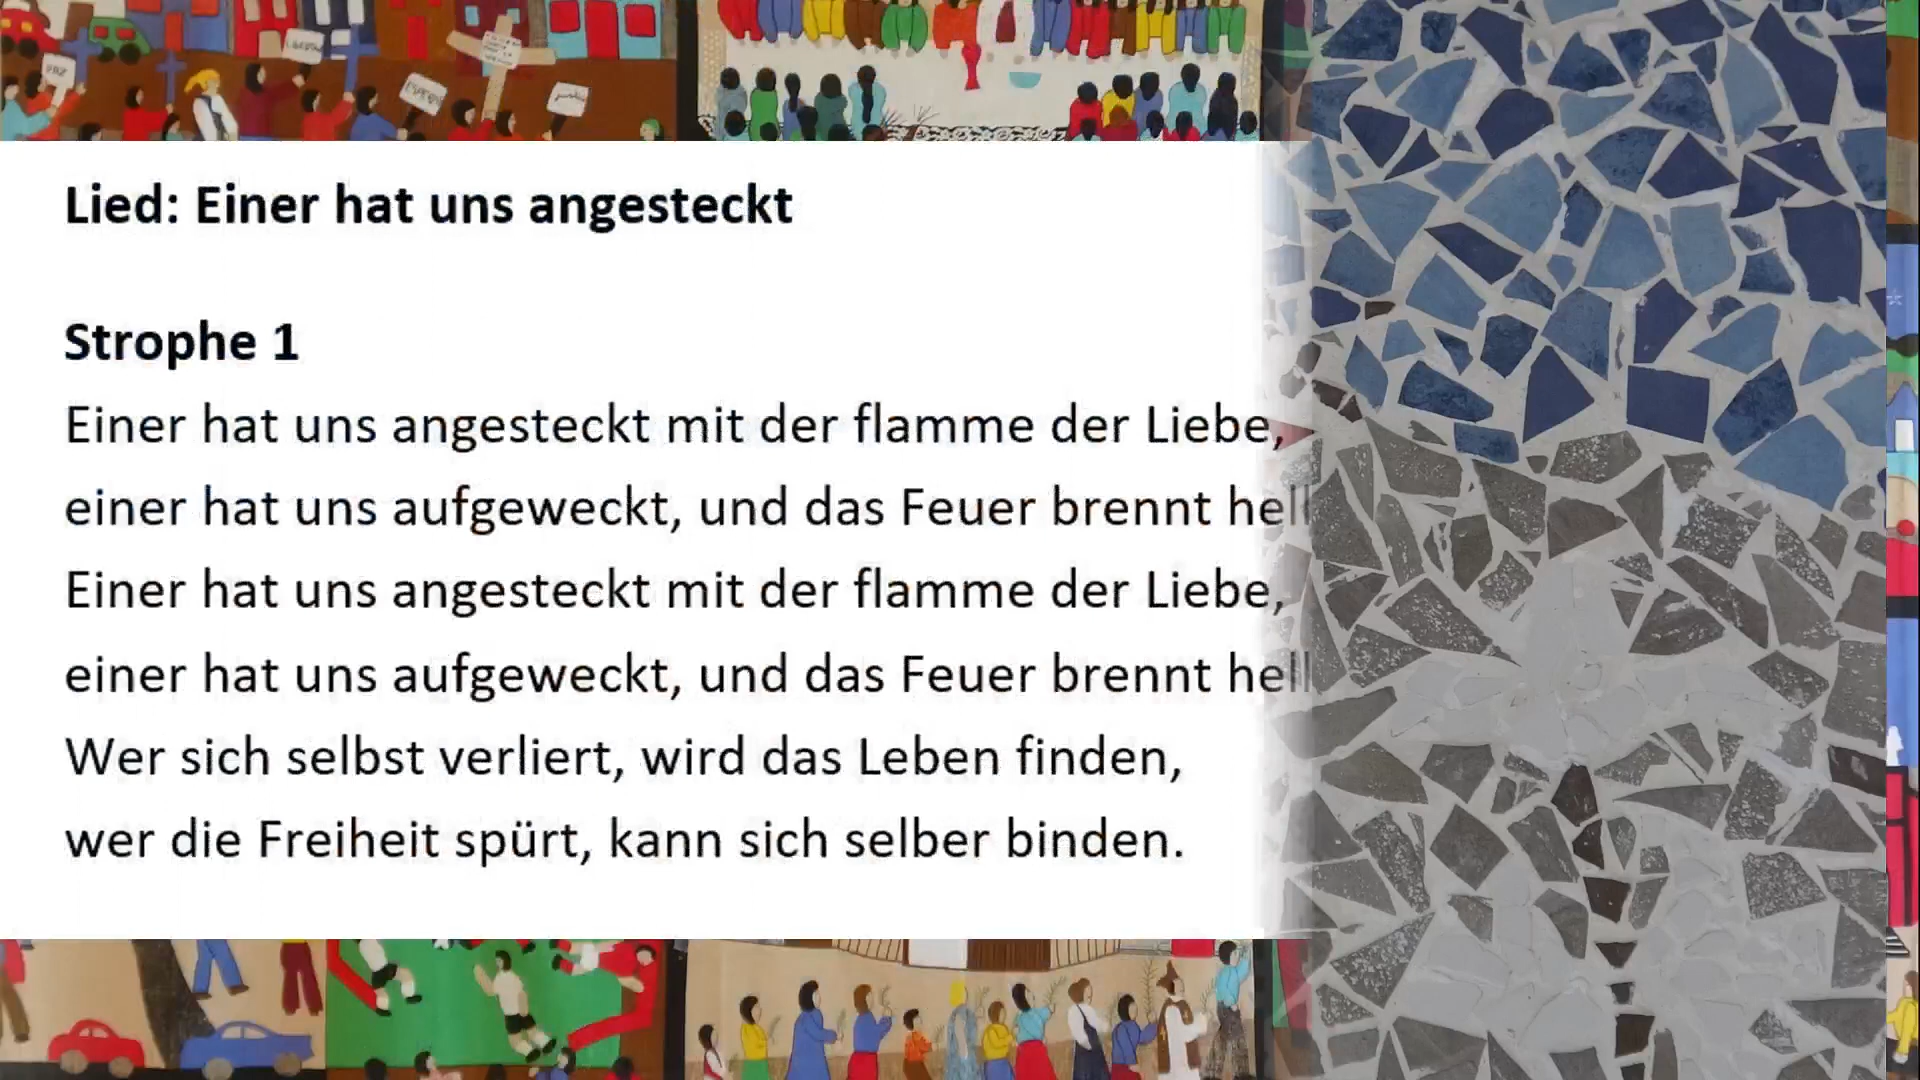 PAZ
Lied: Einer hat uns angesteckt
Strophe 1
Einer hat uns angesteckt mit der flamme der Liebe,
einer hat uns aufgeweckt, und das Feuer brennt hell
Einer hat uns angesteckt mit der flamme der Liebe,
einer hat uns aufgeweckt, und das Feuer brennt hell
Wer sich selbst verliert, wird das Leben finden,
wer die Freiheit spürt, kann sich selber binden.